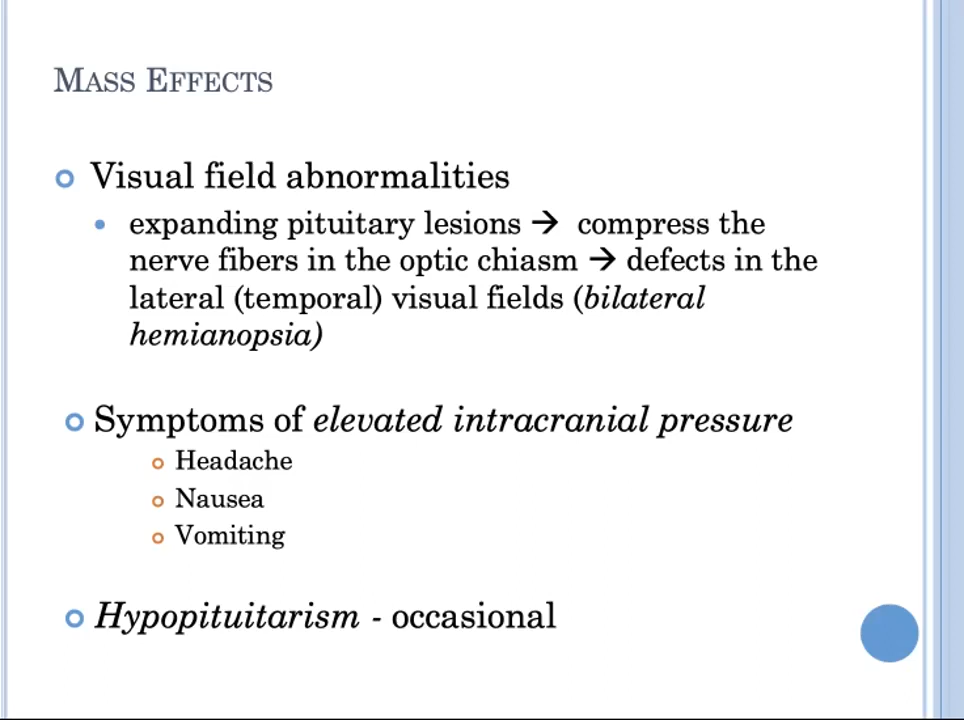 MASS EFFECTS
Visual field abnormalities
expanding pituitary lesions → compress the
nerve fibers in the optic chiasm → defects in the
lateral (temporal) visual fields (bilateral
hemianopsia)
Symptoms of elevated intracranial pressure
Headache
Nausea
Vomiting
Hypopituitarism - occasional